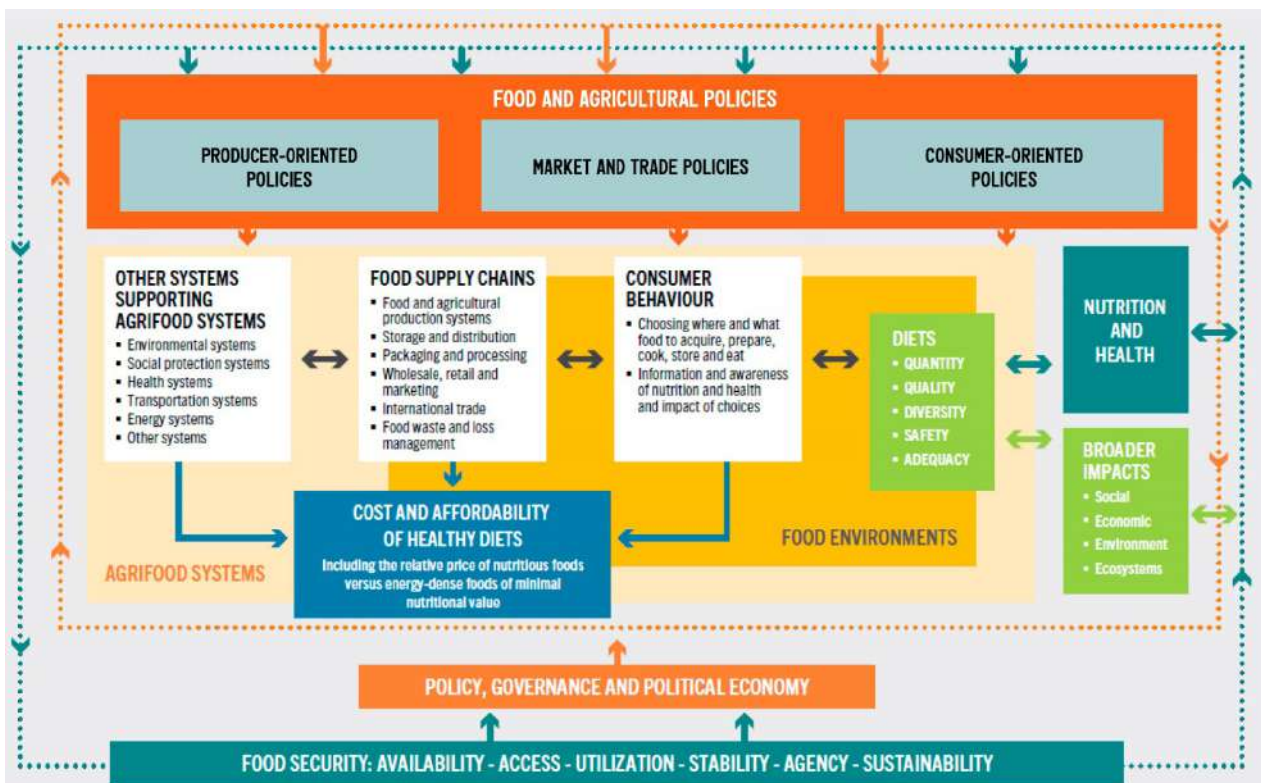 FOOD AND AGRICULTURAL POLICIES
PRODUCER-ORIENTED
POLICIES
MARKET AND TRADE POLICIES
CONSUMER-ORIENTED
POLICIES
OTHER SYSTEMS
SUPPORTING
AGRIFOOD SYSTEMS
▪ Environmental systems
▪ Social protection systems
▪ Health systems
▪ Transportation systems
▪ Energy systems
▪ Other systems
FOOD SUPPLY CHAINS
▪ Food and agricultural
production systems
▪ Storage and distribution
▪ Packaging and processing
▪ Wholesale, retail and
marketing
▪ International trade
▪ Food waste and loss
management
CONSUMER
BEHAVIOUR
▪ Choosing where and what
food to acquire, prepare,
cook, store and eat
▪ Information and awareness
of nutrition and health
and impact of choices
DIETS
▪ QUANTITY
▪ QUALITY
▪ DIVERSITY
▪ SAFETY
▪ ADEQUACY
NUTRITION
AND
HEALTH
BROADER
IMPACTS
▪ Social
▪ Economic
▪ Environment
▪ Ecosystems
COST AND AFFORDABILITY
OF HEALTHY DIETS
Including the relative price of nutritious foods
versus energy-dense foods of minimal
nutritional value
FOOD ENVIRONMENTS
AGRIFOOD SYSTEMS
POLICY, GOVERNANCE AND POLITICAL ECONOMY
FOOD SECURITY: AVAILABILITY - ACCESS - UTILIZATION - STABILITY - AGENCY - SUSTAINABILITY